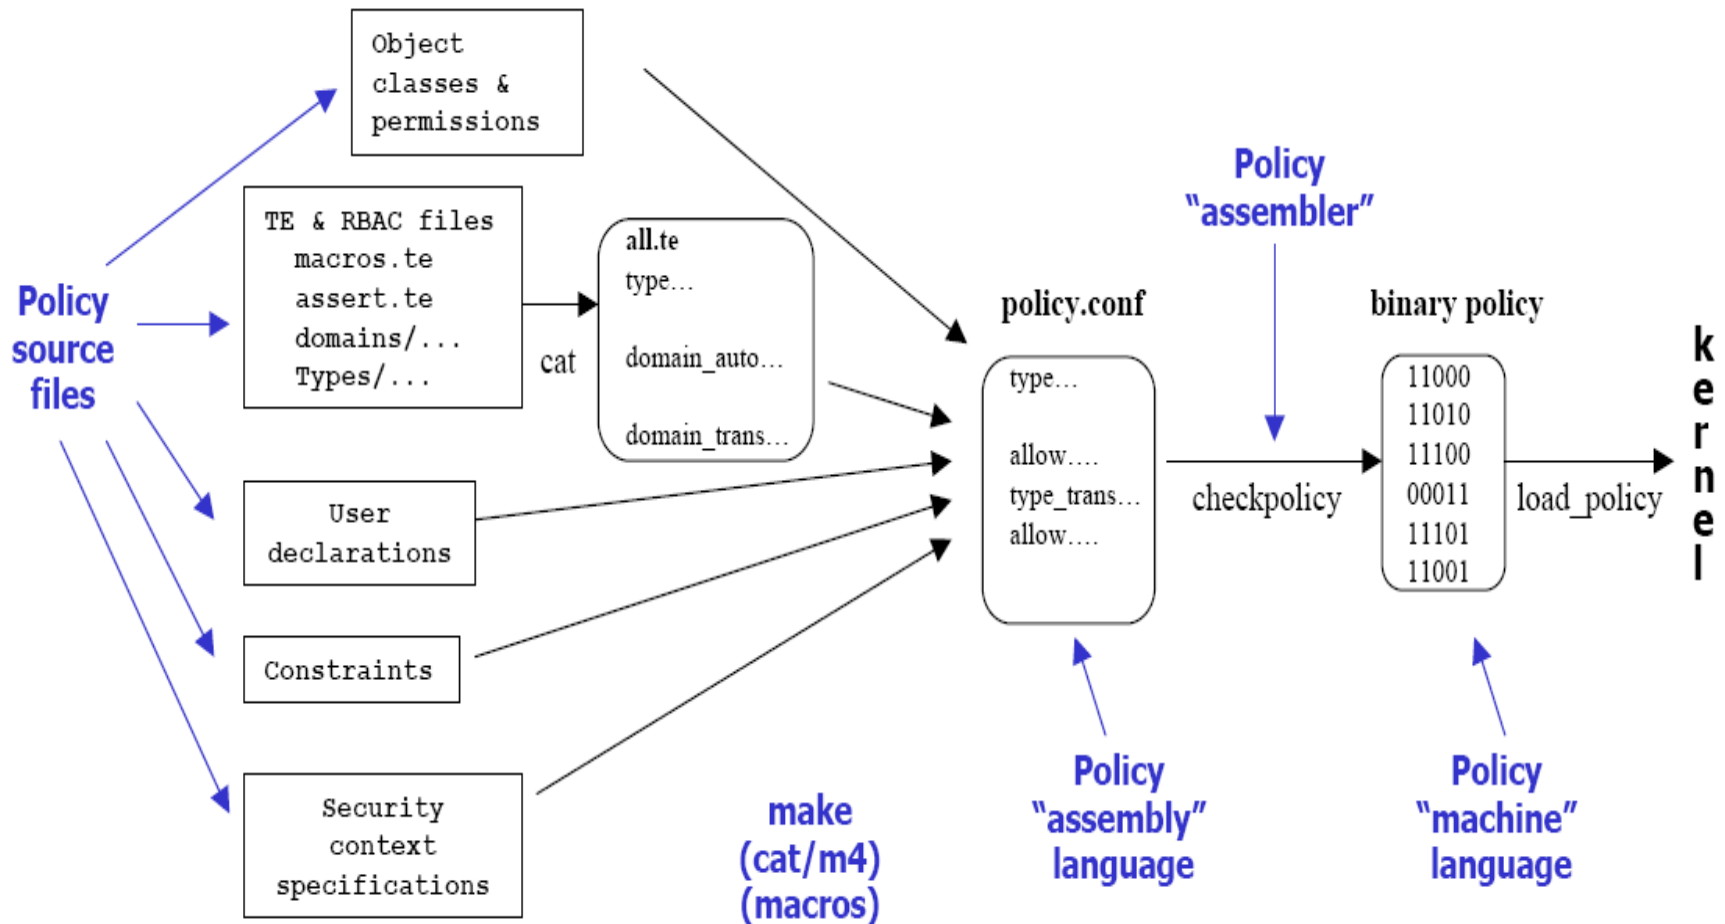 Object
classes &
permissions
TE & RBAC files
macros.te
assert.te
domains/...
Types/...
Policy
source
files
cat
all.te
type...
domain_auto...
domain_trans...
User
declarations
Constraints
Security
context
specifications
make
(cat/m4)
(macros)
policy.conf
type...
allow....
type_trans...
allow....
Policy
“assembly”
language
Policy
“assembler”
checkpolicy
binary policy
11000
11010
11100
00011
11101
11001
Policy
“machine”
language
load_policy
kernel